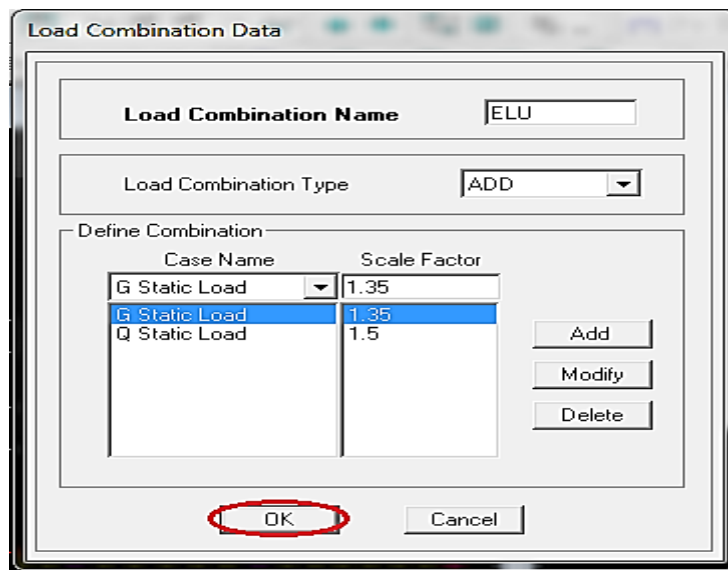 Load Combination Data
Load Combination Name ELU
Load Combination Type ADD
Define Combination
Case Name Scale Factor
G Static Load 1.35
G Static Load 1.35
Q Static Load 1.5
Add
Modify
Delete
OK Cancel